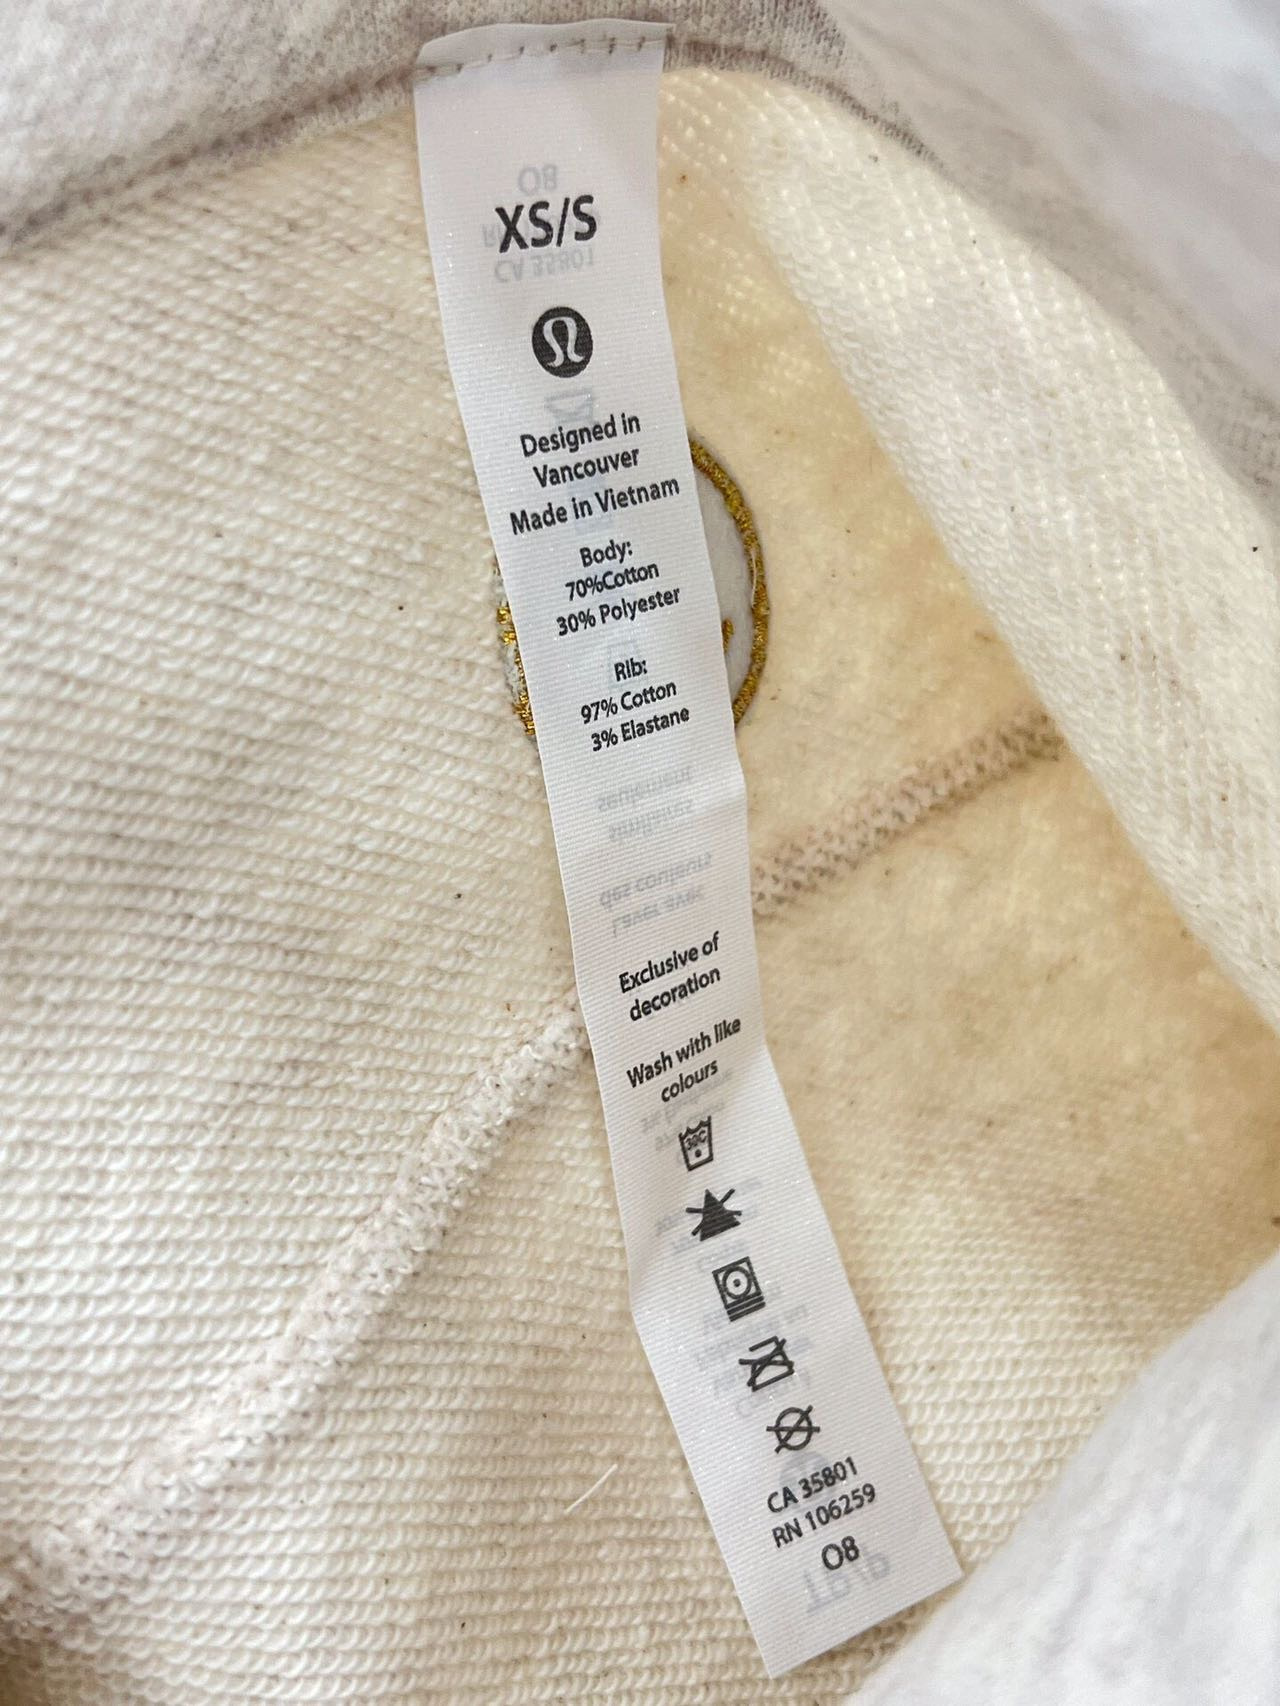 XS/S
Designed in
Vancouver
Made in Vietnam
Body:
70%Cotton
30% Polyester
Rib:
97% Cotton
3% Elastane
Exclusive of
decoration
Wash with like
colours
30C
CA 35801
RN 106259
O8